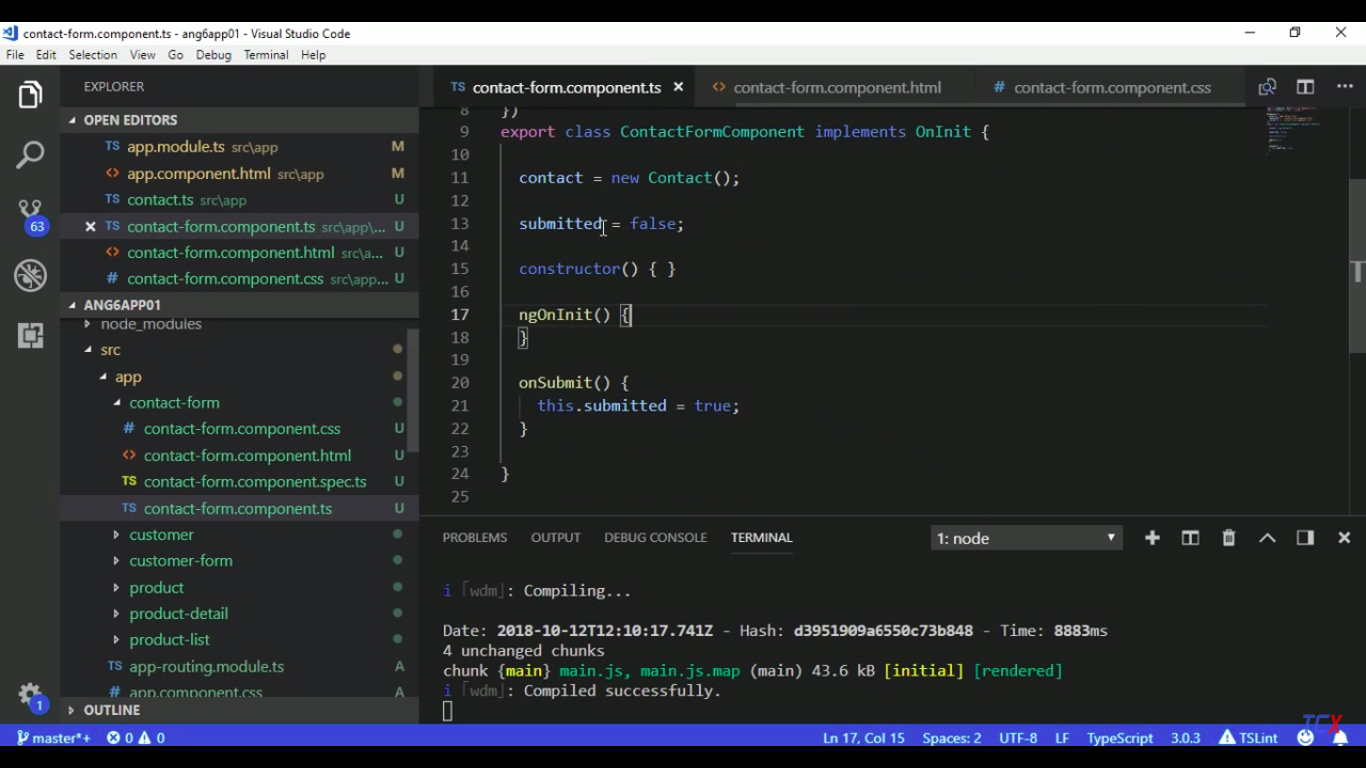 contact-form.component.ts - ang6app01 - Visual Studio Code
File Edit Selection View Go Debug Terminal Help
EXPLORER
OPEN EDITORS
TS app.module.ts src\app M
<> app.component.html src\app M
TS contact.ts src\app U
TS contact-form.component.ts src\app\... U
<> contact-form.component.html src\a... U
# contact-form.component.css src\app... U
ANG6APP01
node_modules
src
app
contact-form
# contact-form.component.css U
<> contact-form.component.html U
TS contact-form.component.spec.ts U
TS contact-form.component.ts U
customer
customer-form
product
product-detail
product-list
TS app-routing.module.ts A
# app.component.css A
OUTLINE
63
1
TS contact-form.component.ts <> contact-form.component.html # contact-form.component.css
8 })
9 export class ContactFormComponent implements OnInit {
10
11 contact = new Contact();
12
13 submitted = false;
14
15 constructor() { }
16
17 ngOnInit() {
18 }
19
20 onSubmit() {
21 this.submitted = true;
22 }
23
24 }
25
PROBLEMS OUTPUT DEBUG CONSOLE TERMINAL 1: node
i ｢wdm｣: Compiling...
Date: 2018-10-12T12:10:17.741Z - Hash: d3951909a6550c73b848 - Time: 8883ms
4 unchanged chunks
chunk {main} main.js, main.js.map (main) 43.6 kB [initial] [rendered]
i ｢wdm｣: Compiled successfully.
TCX
master*+ 0 0 Ln 17, Col 15 Spaces: 2 UTF-8 LF TypeScript 3.0.3 TSLint